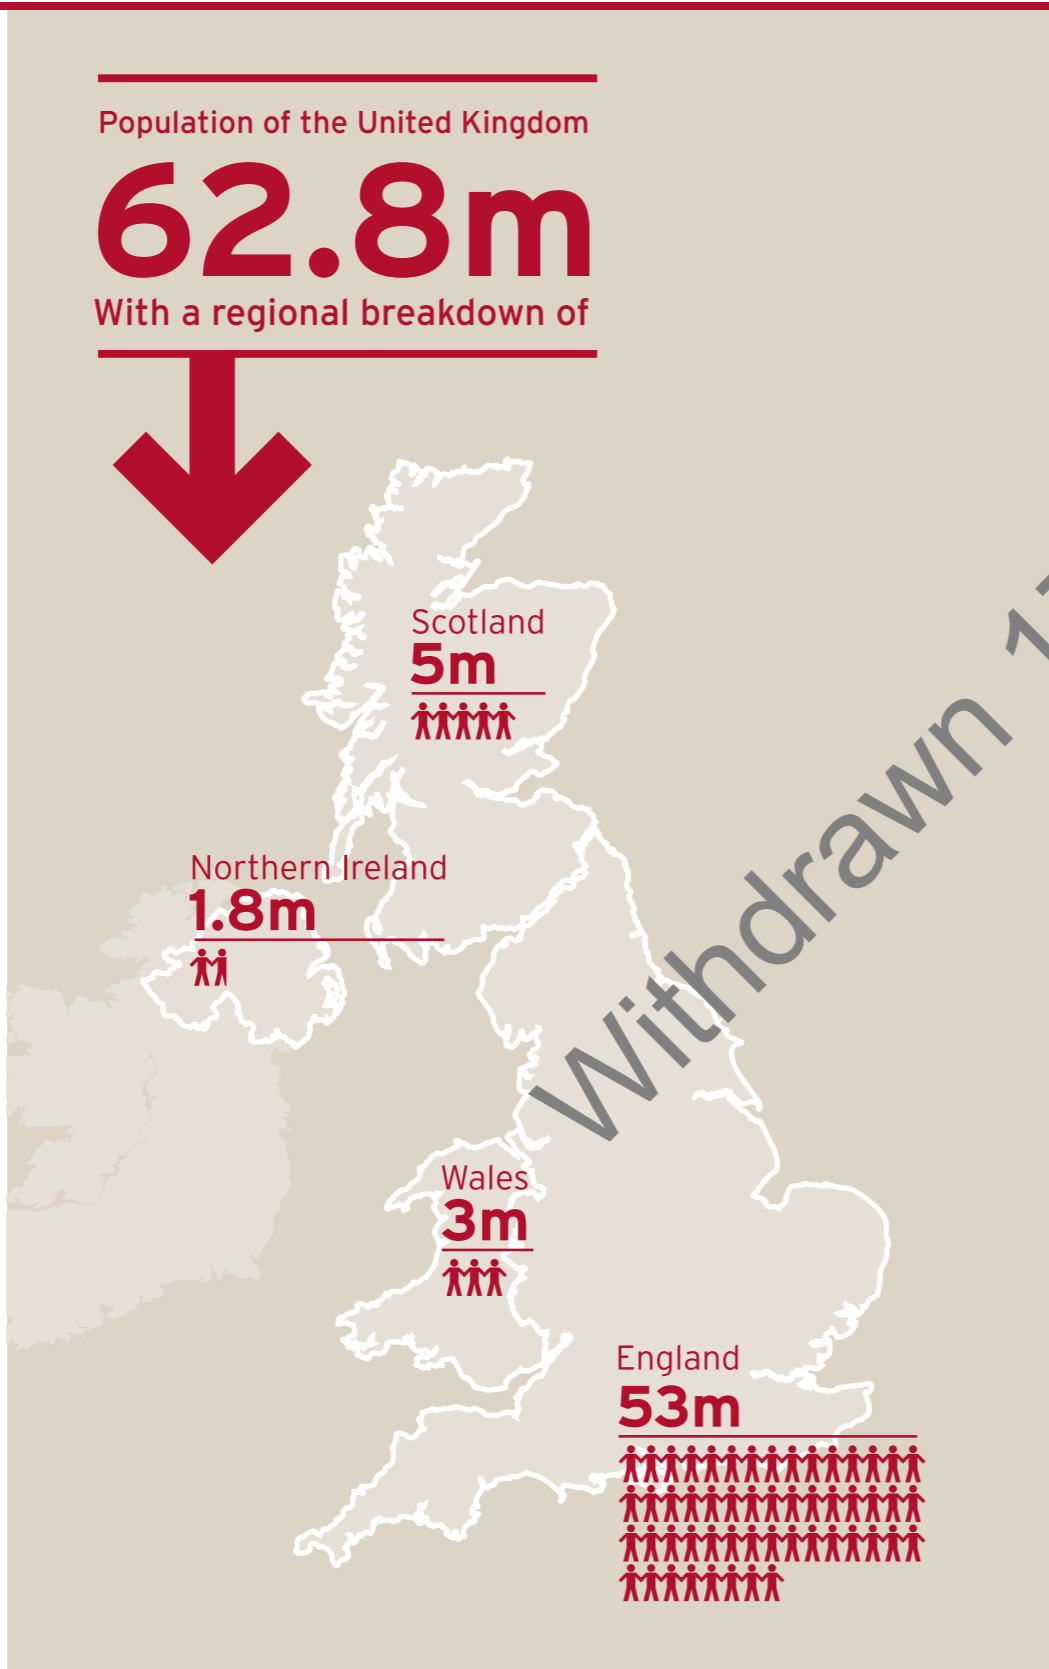 Population of the United Kingdom
62.8m
With a regional breakdown of
Scotland
5m
Northern Ireland
1.8m
Wales
3m
England
53m
Withdrawn